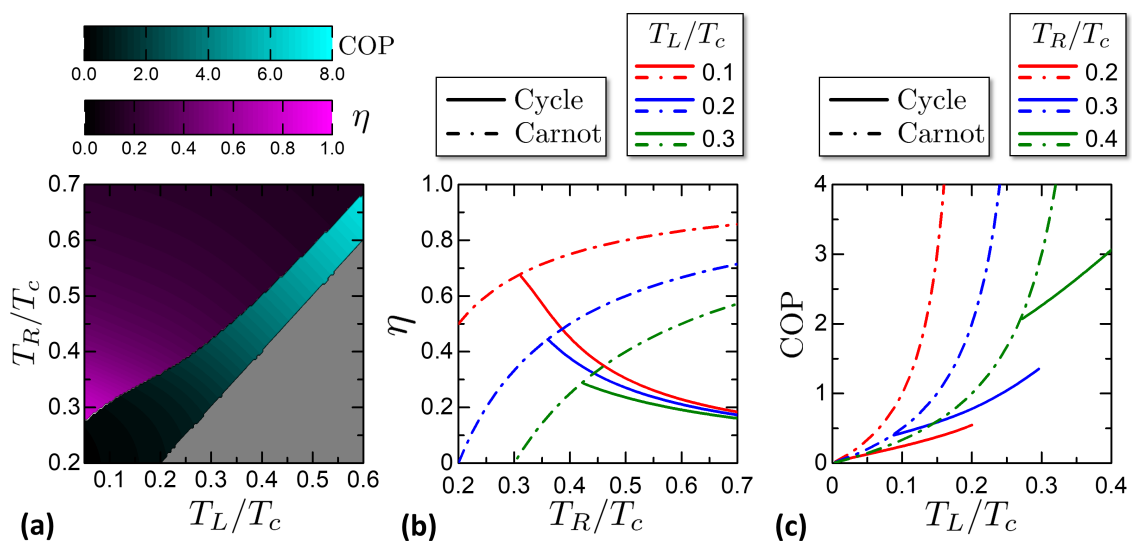 COP
0.0 2.0 4.0 6.0 8.0
η
0.0 0.2 0.4 0.6 0.8 1.0
T_R/T_c
0.7
0.6
0.5
0.4
0.3
0.2
0.1 0.2 0.3 0.4 0.5 0.6
T_L/T_c
(a)
Cycle
Carnot
T_L/T_c
0.1
0.2
0.3
η
1.0
0.8
0.6
0.4
0.2
0
0.2 0.3 0.4 0.5 0.6 0.7
T_R/T_c
(b)
Cycle
Carnot
T_R/T_c
0.2
0.3
0.4
COP
4
3
2
1
0
0 0.1 0.2 0.3 0.4
T_L/T_c
(c)